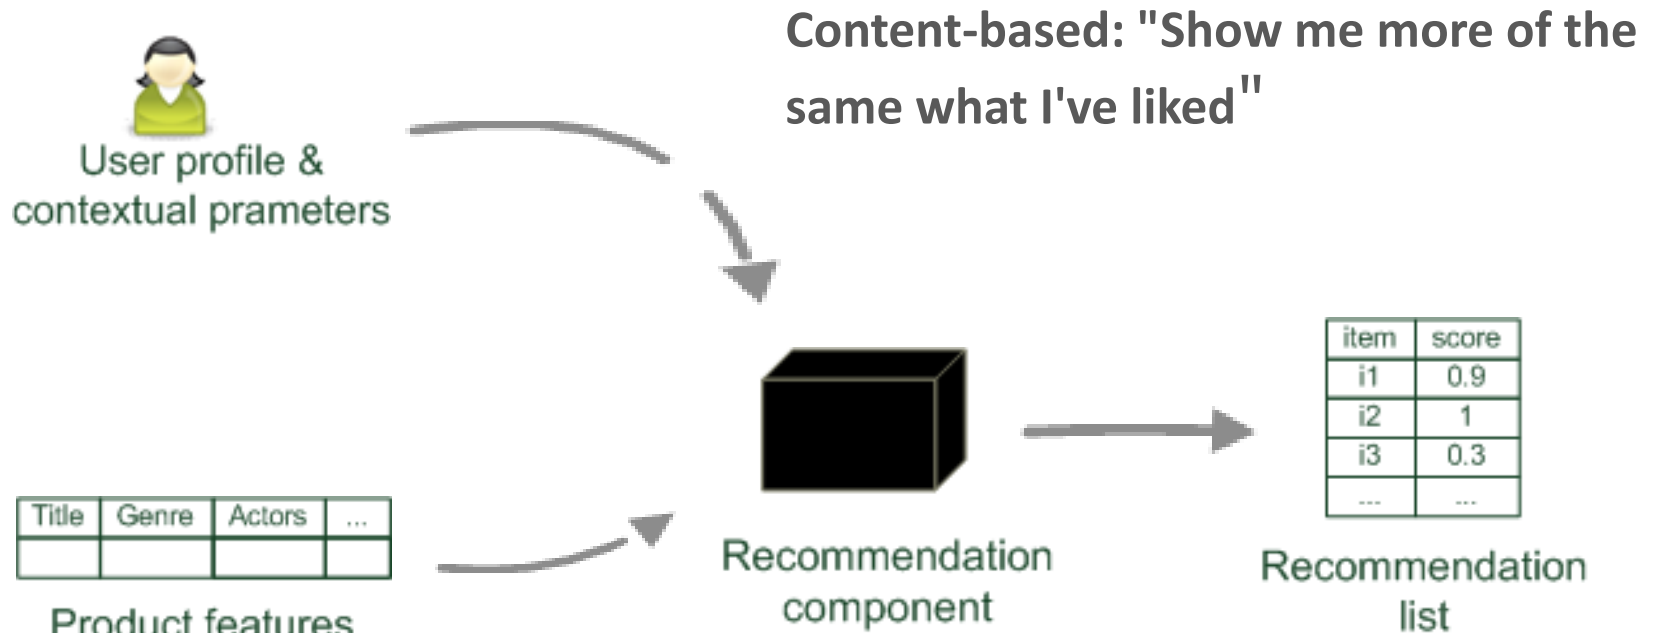 Content-based: "Show me more of the
same what I've liked"
User profile &
contextual prameters
item score
i1 0.9
i2 1
i3 0.3
... ...
Title Genre Actors ...
Product features
Recommendation
component
Recommendation
list